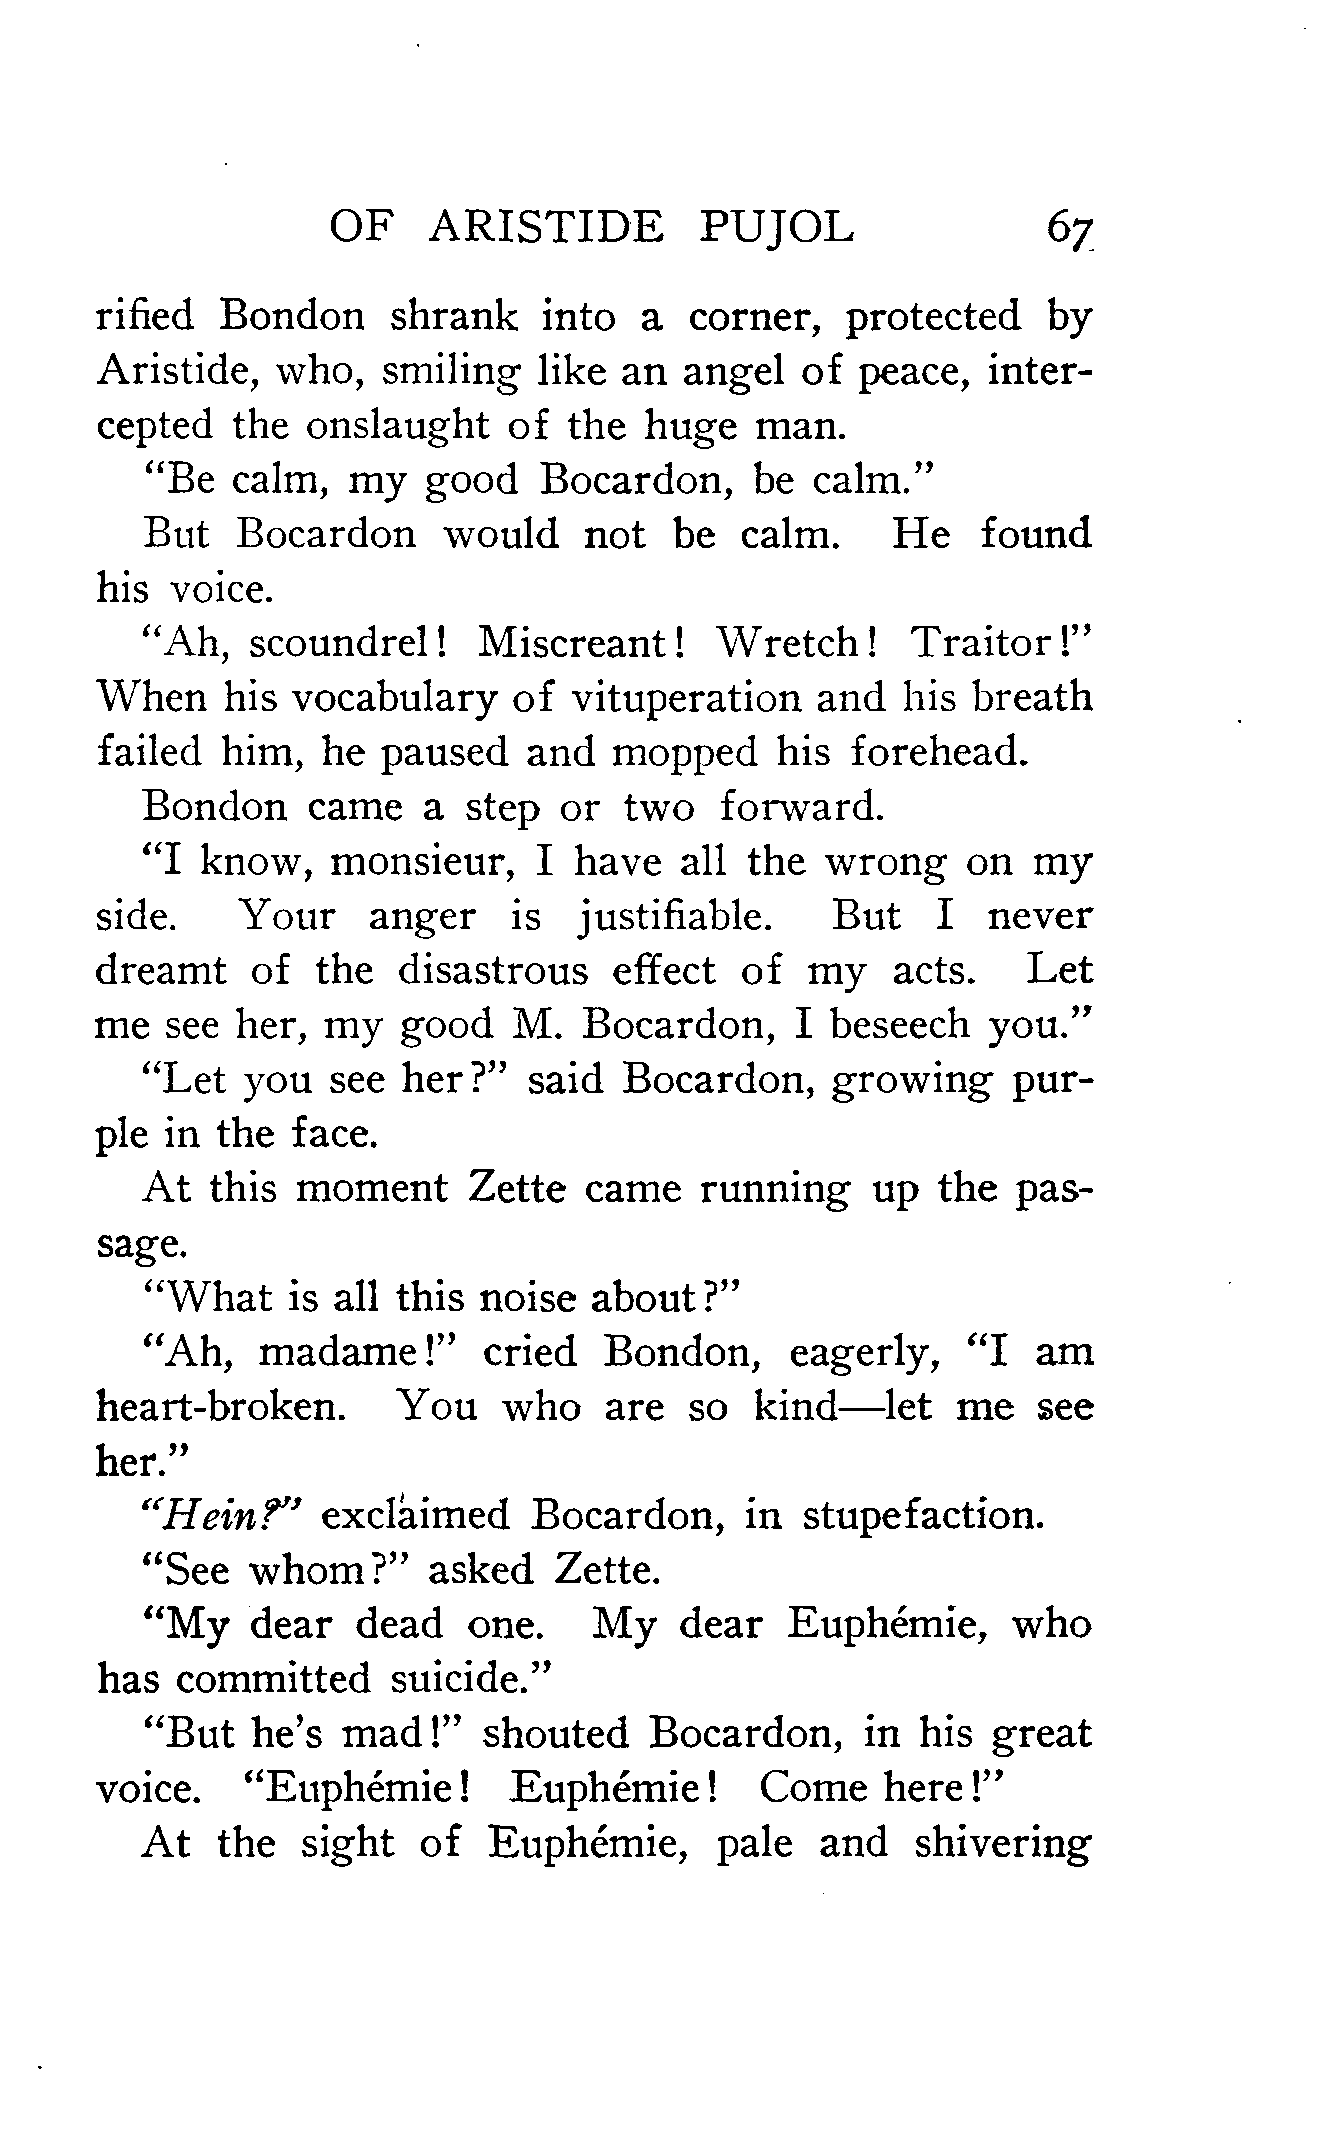 OF ARISTIDE PUJOL 67
rified Bondon shrank into a corner, protected by
Aristide, who, smiling like an angel of peace, inter-
cepted the onslaught of the huge man.
“Be calm, my good Bocardon, be calm.”
But Bocardon would not be calm. He found
his voice.
“Ah, scoundrel! Miscreant! Wretch! Traitor!”
When his vocabulary of vituperation and his breath
failed him, he paused and mopped his forehead.
Bondon came a step or two forward.
“I know, monsieur, I have all the wrong on my
side. Your anger is justifiable. But I never
dreamt of the disastrous effect of my acts. Let
me see her, my good M. Bocardon, I beseech you.”
“Let you see her?” said Bocardon, growing pur-
ple in the face.
At this moment Zette came running up the pas-
sage.
“What is all this noise about?”
“Ah, madame!” cried Bondon, eagerly, “I am
heart-broken. You who are so kind—let me see
her.”
“Hein?” exclaimed Bocardon, in stupefaction.
“See whom?” asked Zette.
“My dear dead one. My dear Euphémie, who
has committed suicide.”
“But he’s mad!” shouted Bocardon, in his great
voice. “Euphémie! Euphémie! Come here!”
At the sight of Euphémie, pale and shivering